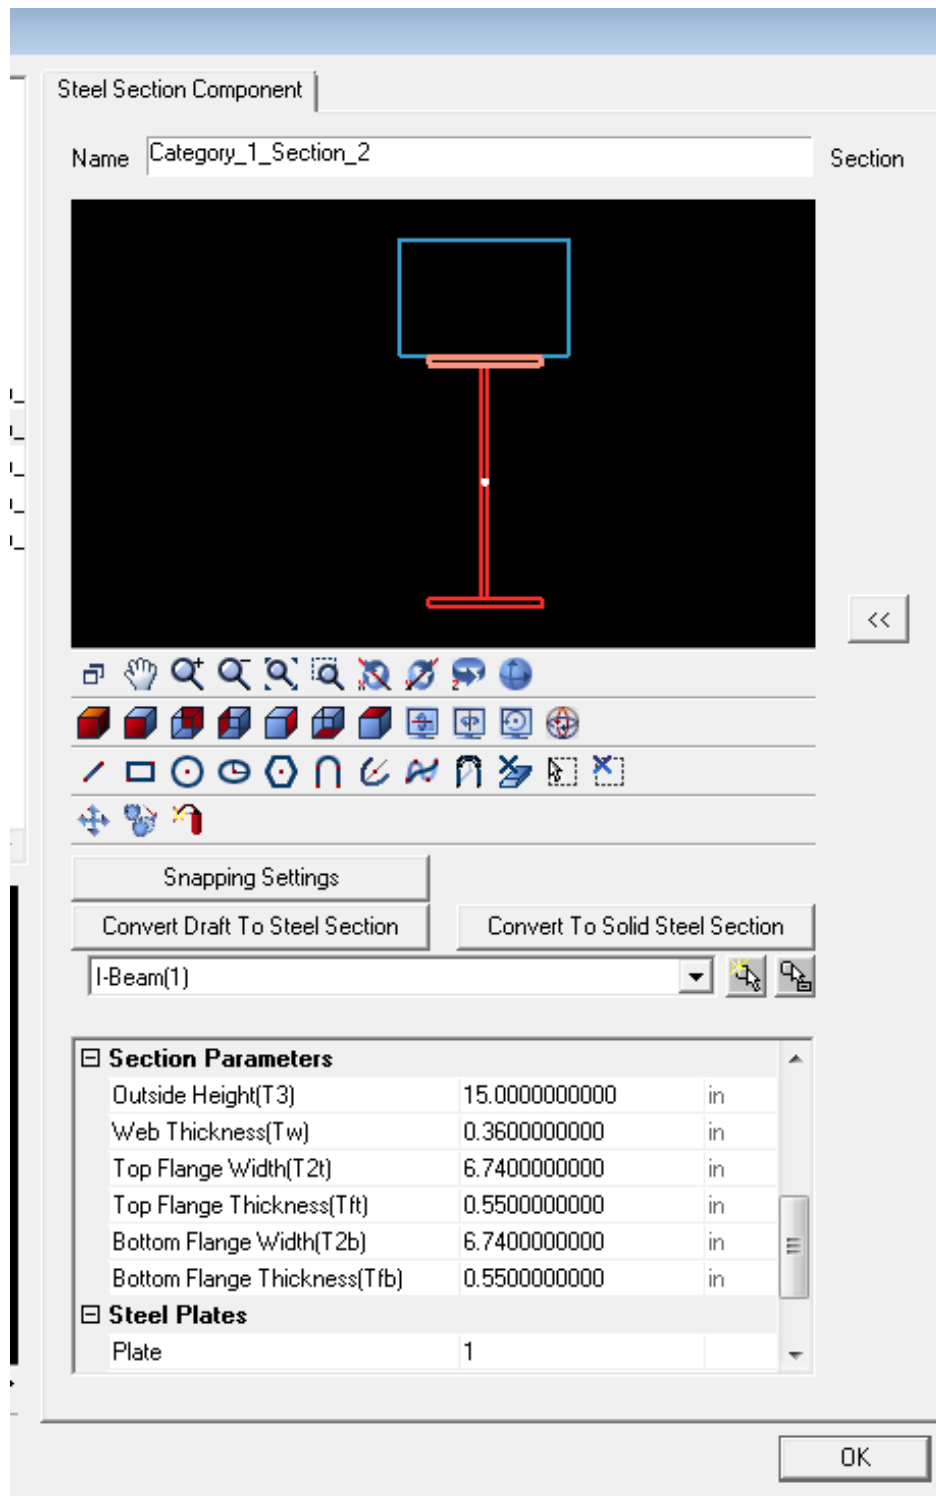 Steel Section Component
Name Category_1_Section_2 Section
<<
Snapping Settings
Convert Draft To Steel Section Convert To Solid Steel Section
I-Beam(1)
Section Parameters
Outside Height(T3) 15.0000000000 in
Web Thickness(Tw) 0.3600000000 in
Top Flange Width(T2t) 6.7400000000 in
Top Flange Thickness(Tft) 0.5500000000 in
Bottom Flange Width(T2b) 6.7400000000 in
Bottom Flange Thickness(Tfb) 0.5500000000 in
Steel Plates
Plate 1
OK